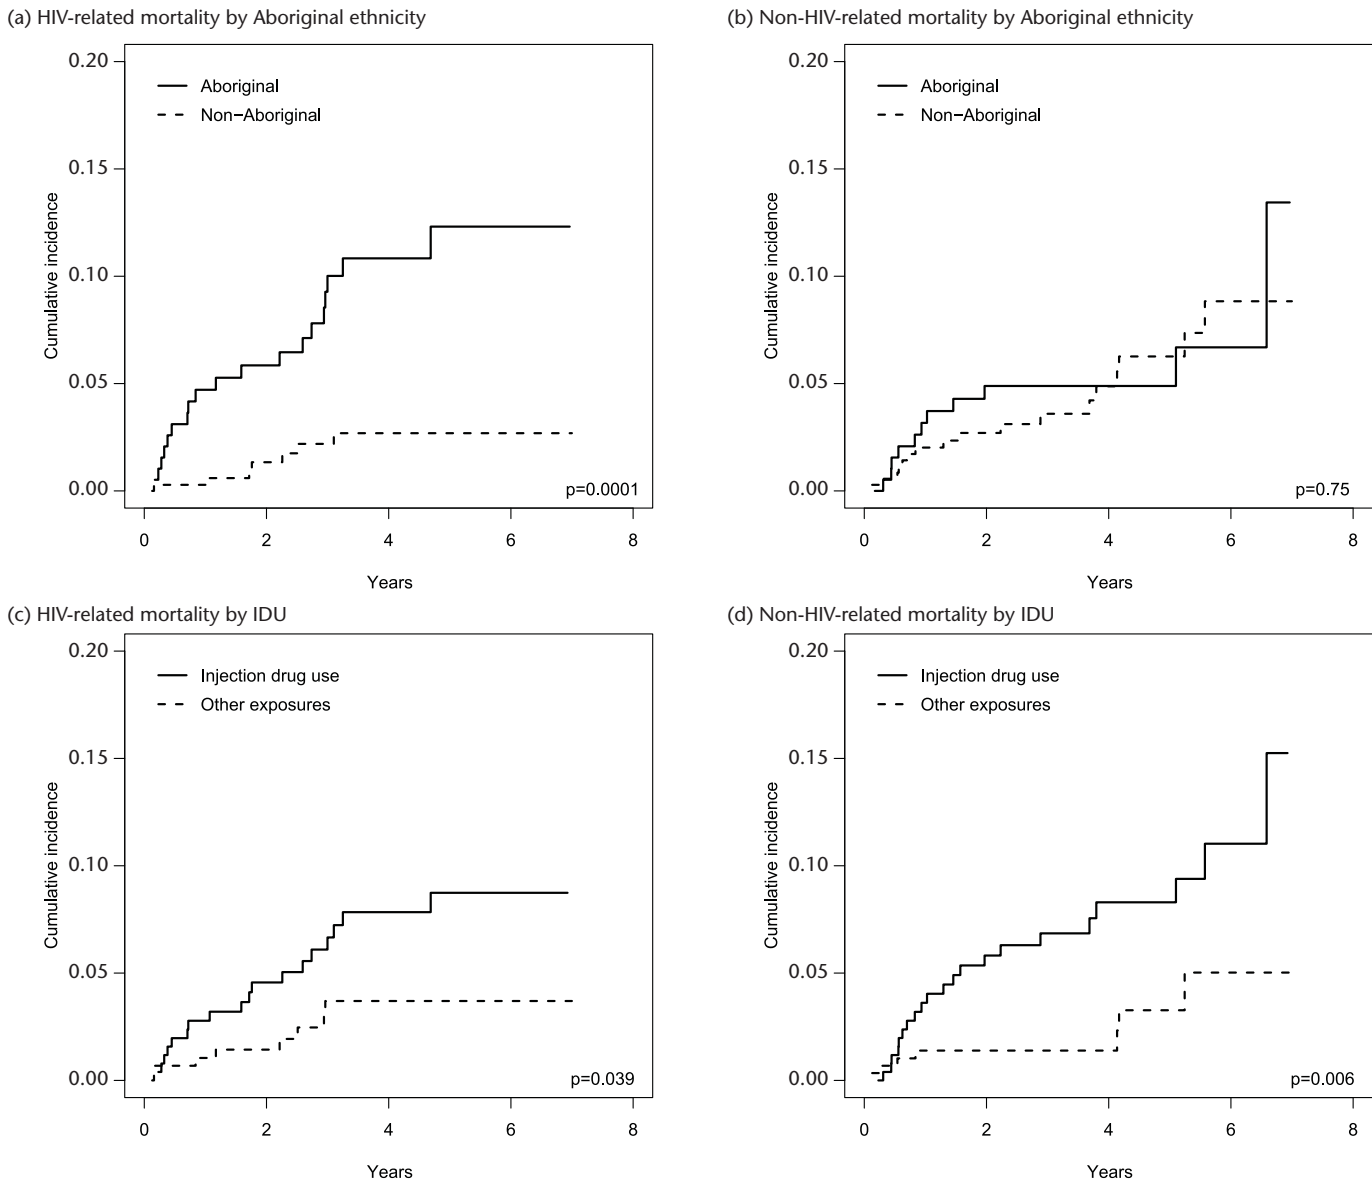 (a) HIV-related mortality by Aboriginal ethnicity
0.20
0.15
0.10
0.05
0.00
Cumulative incidence
Aboriginal
Non−Aboriginal
p=0.0001
0 2 4 6 8
Years
(b) Non-HIV-related mortality by Aboriginal ethnicity
0.20
0.15
0.10
0.05
0.00
Cumulative incidence
Aboriginal
Non−Aboriginal
p=0.75
0 2 4 6 8
Years
(c) HIV-related mortality by IDU
0.20
0.15
0.10
0.05
0.00
Cumulative incidence
Injection drug use
Other exposures
p=0.039
0 2 4 6 8
Years
(d) Non-HIV-related mortality by IDU
0.20
0.15
0.10
0.05
0.00
Cumulative incidence
Injection drug use
Other exposures
p=0.006
0 2 4 6 8
Years